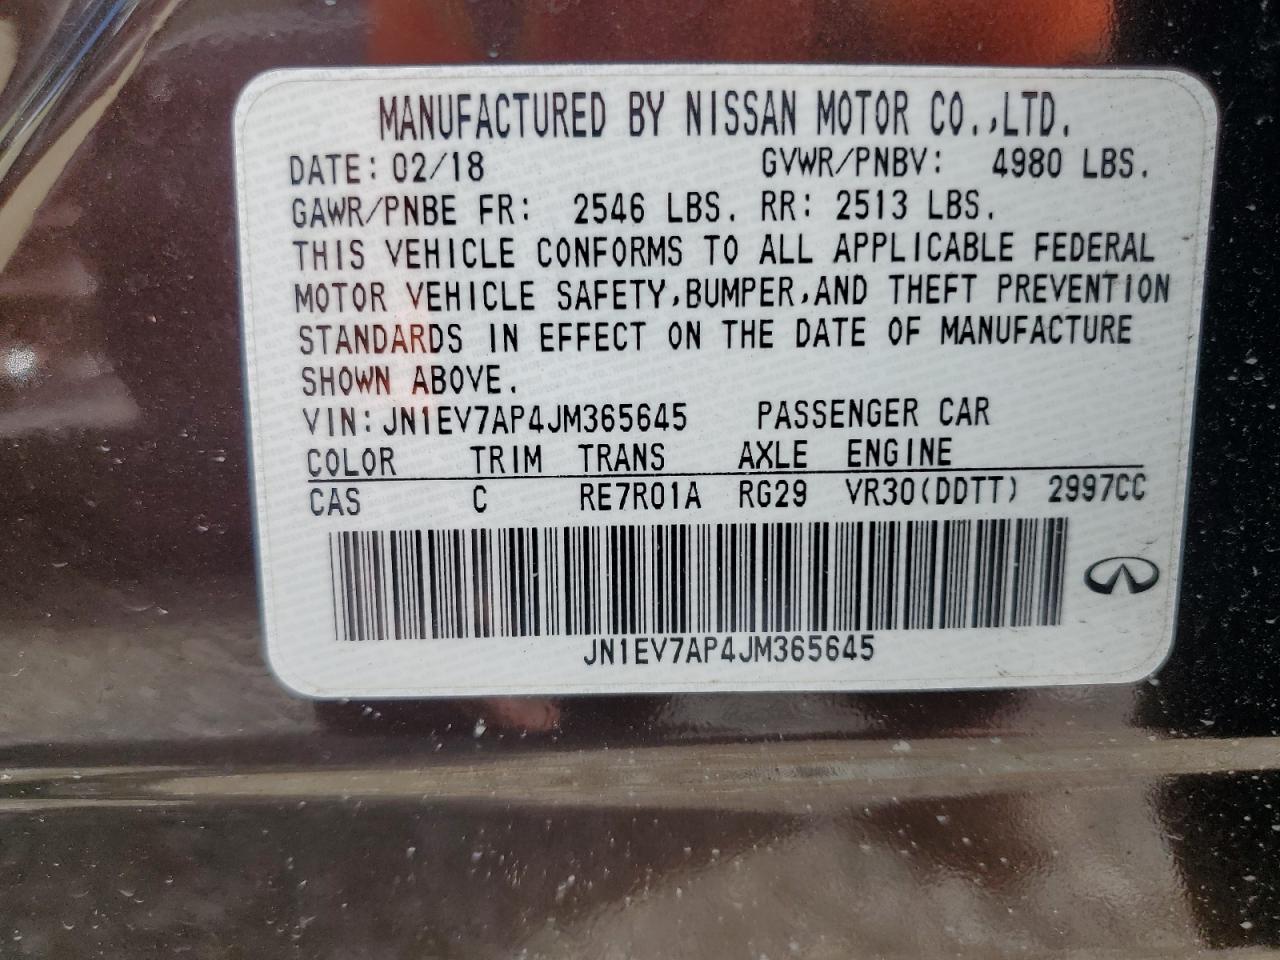 MANUFACTURED BY NISSAN MOTOR CO.,LTD.
DATE: 02/18 GVWR/PNBV: 4980 LBS.
GAWR/PNBE FR: 2546 LBS. RR: 2513 LBS.
THIS VEHICLE CONFORMS TO ALL APPLICABLE FEDERAL
MOTOR VEHICLE SAFETY,BUMPER,AND THEFT PREVENTION
STANDARDS IN EFFECT ON THE DATE OF MANUFACTURE
SHOWN ABOVE.
VIN:JN1EV7AP4JM365645 PASSENGER CAR
COLOR TRIM TRANS AXLE ENGINE
CAS C RE7R01A RG29 VR30(DDTT) 2997CC
JN1EV7AP4JM365645